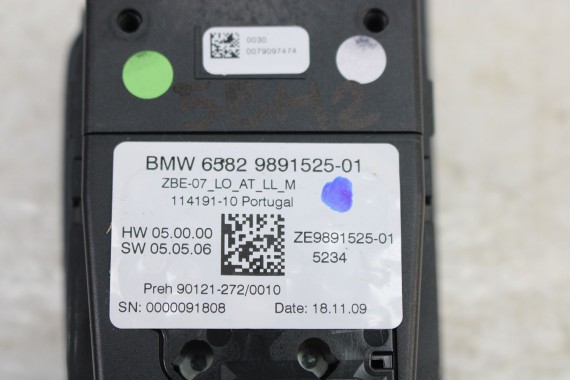 0030
0079097474
BMW 6582 9891525-01
ZBE-07_LO_AT_LL_M
114191-10 Portugal
HW 05.00.00
SW 05.05.06
ZE9891525-01
5234
Preh 90121-272/0010
SN: 0000091808
Date: 18.11.09